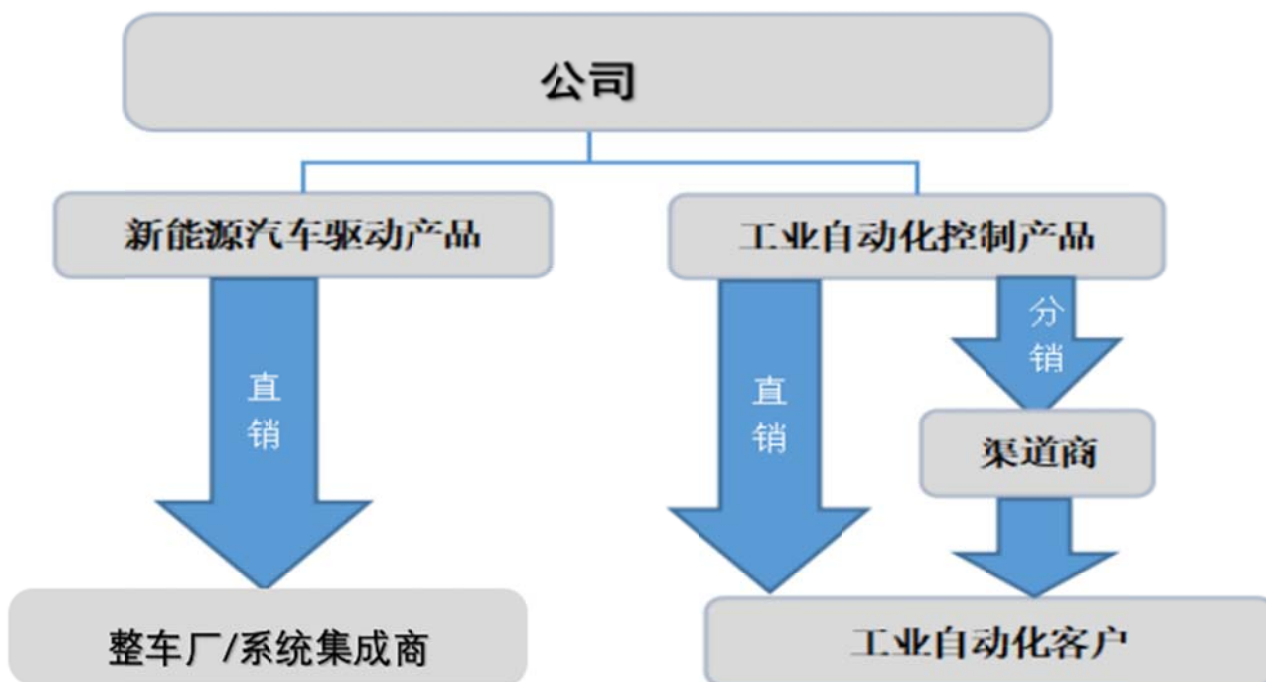 公司
新能源汽车驱动产品
工业自动化控制产品
直销
直销
分销
渠道商
整车厂/系统集成商
工业自动化客户